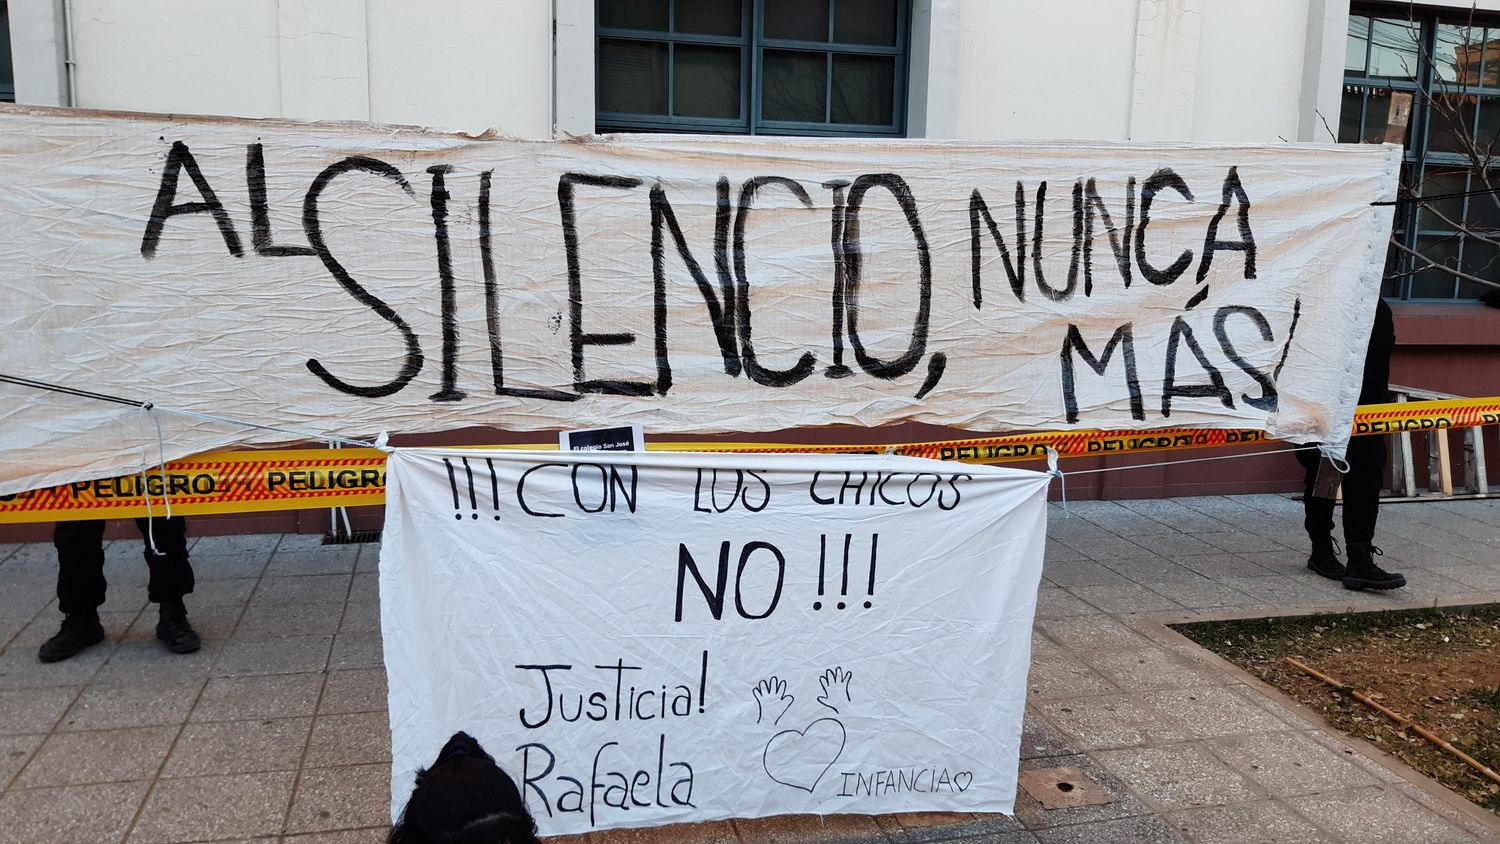 AL SILENCIO, NUNCA
MÁS!
El colegio San José
PELIGRO PELIGRO
PELIGRO PELIGRO PELIGRO
!!! CON LOS CHICOS
NO !!!
Justicia!
Rafaela
INFANCIA